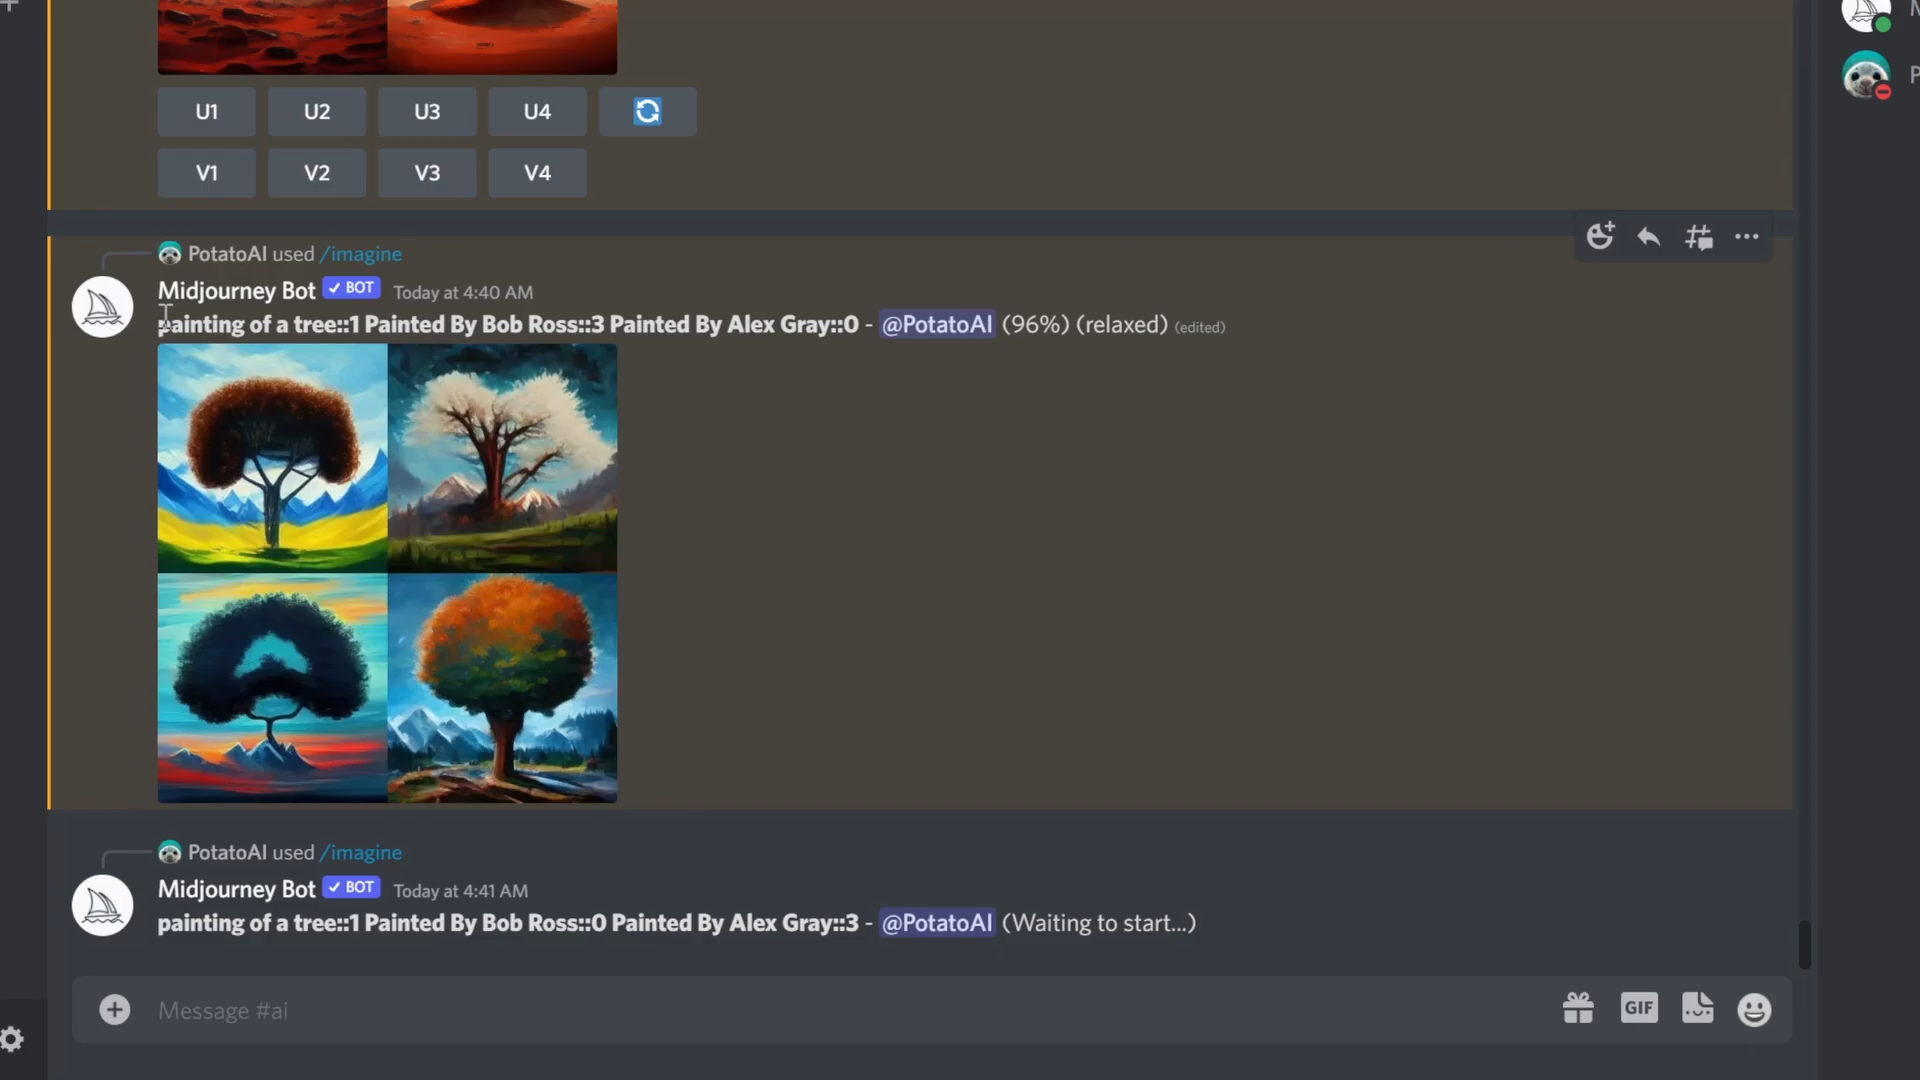 U1 U2 U3 U4
V1 V2 V3 V4
PotatoAI used /imagine
Midjourney Bot ✓ BOT Today at 4:40 AM
painting of a tree::1 Painted By Bob Ross::3 Painted By Alex Gray::0 - @PotatoAI (96%) (relaxed) (edited)
PotatoAI used /imagine
Midjourney Bot ✓ BOT Today at 4:41 AM
painting of a tree::1 Painted By Bob Ross::0 Painted By Alex Gray::3 - @PotatoAI (Waiting to start...)
Message #ai
GIF
P